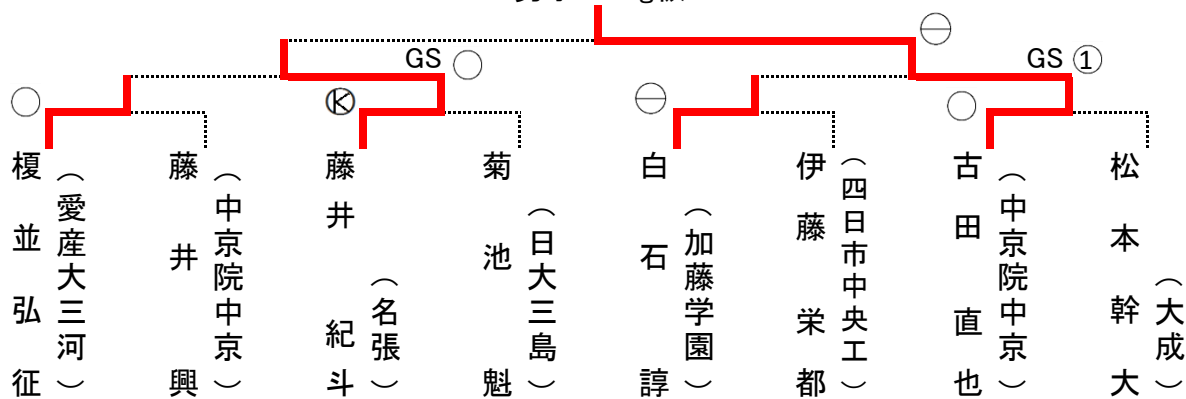 GS
GS ①
Ⓚ
榎並弘征
（愛産大三河）
藤井興
（中京院中京）
藤井紀斗
（名張）
菊池魁
（日大三島）
白石諄
（加藤学園）
伊藤栄都
（四日市中央工）
古田直也
（中京院中京）
松本幹大
（大成）